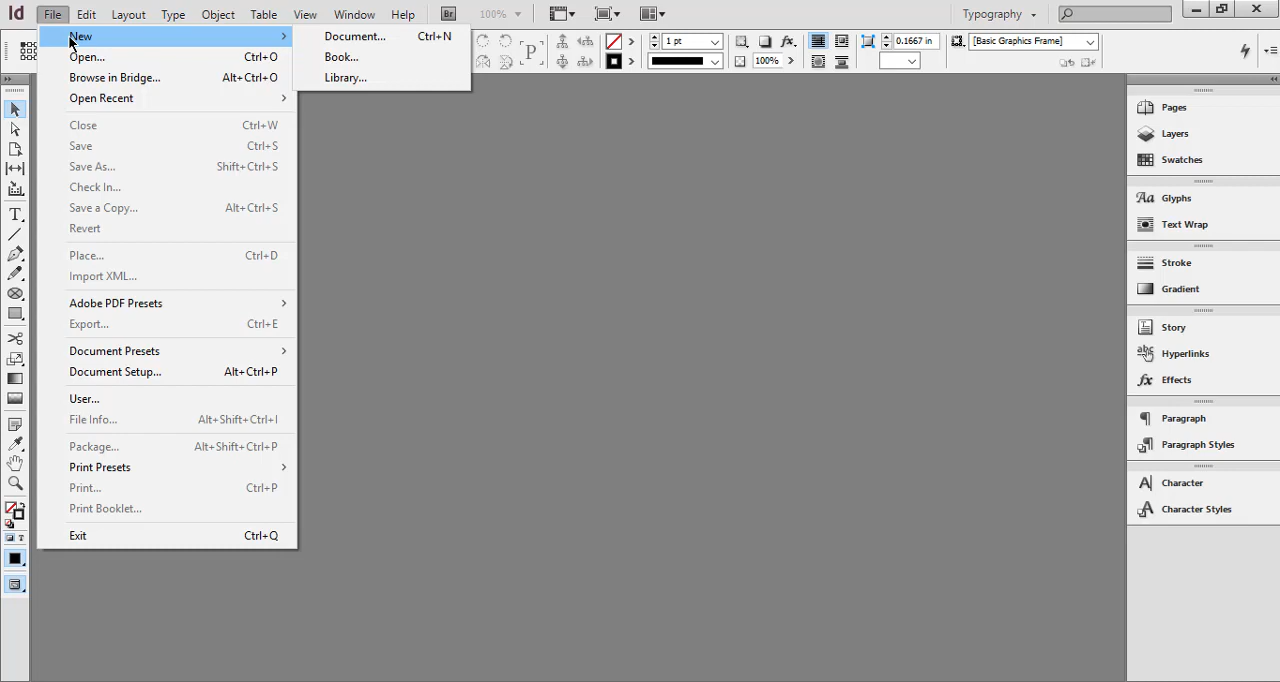 Id File Edit Layout Type Object Table View Window Help Br 100% Typography
New Document... Ctrl+N
Open... Ctrl+O Book...
Browse in Bridge... Alt+Ctrl+O Library...
Open Recent
1 pt
100%
0.1667 in
[Basic Graphics Frame]
Close Ctrl+W
Save Ctrl+S
Save As... Shift+Ctrl+S
Check In...
Save a Copy... Alt+Ctrl+S
Revert
Place... Ctrl+D
Import XML...
Adobe PDF Presets
Export... Ctrl+E
Document Presets
Document Setup... Alt+Ctrl+P
User...
File Info... Alt+Shift+Ctrl+I
Package... Alt+Shift+Ctrl+P
Print Presets
Print... Ctrl+P
Print Booklet...
Exit Ctrl+Q
Pages
Layers
Swatches
Glyphs
Text Wrap
Stroke
Gradient
Story
Hyperlinks
Effects
Paragraph
Paragraph Styles
Character
Character Styles